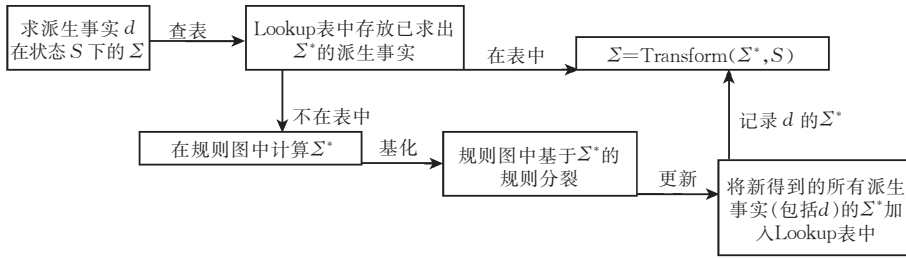 求派生事实d
在状态S下的Σ
查表
Lookup表中存放已求出
Σ*的派生事实
在表中
Σ=Transform(Σ*,S)
不在表中
记录d的Σ*
在规则图中计算Σ*
基化
规则图中基于Σ*的
规则分裂
更新
将新得到的所有派生
事实(包括d)的Σ*加
入Lookup表中